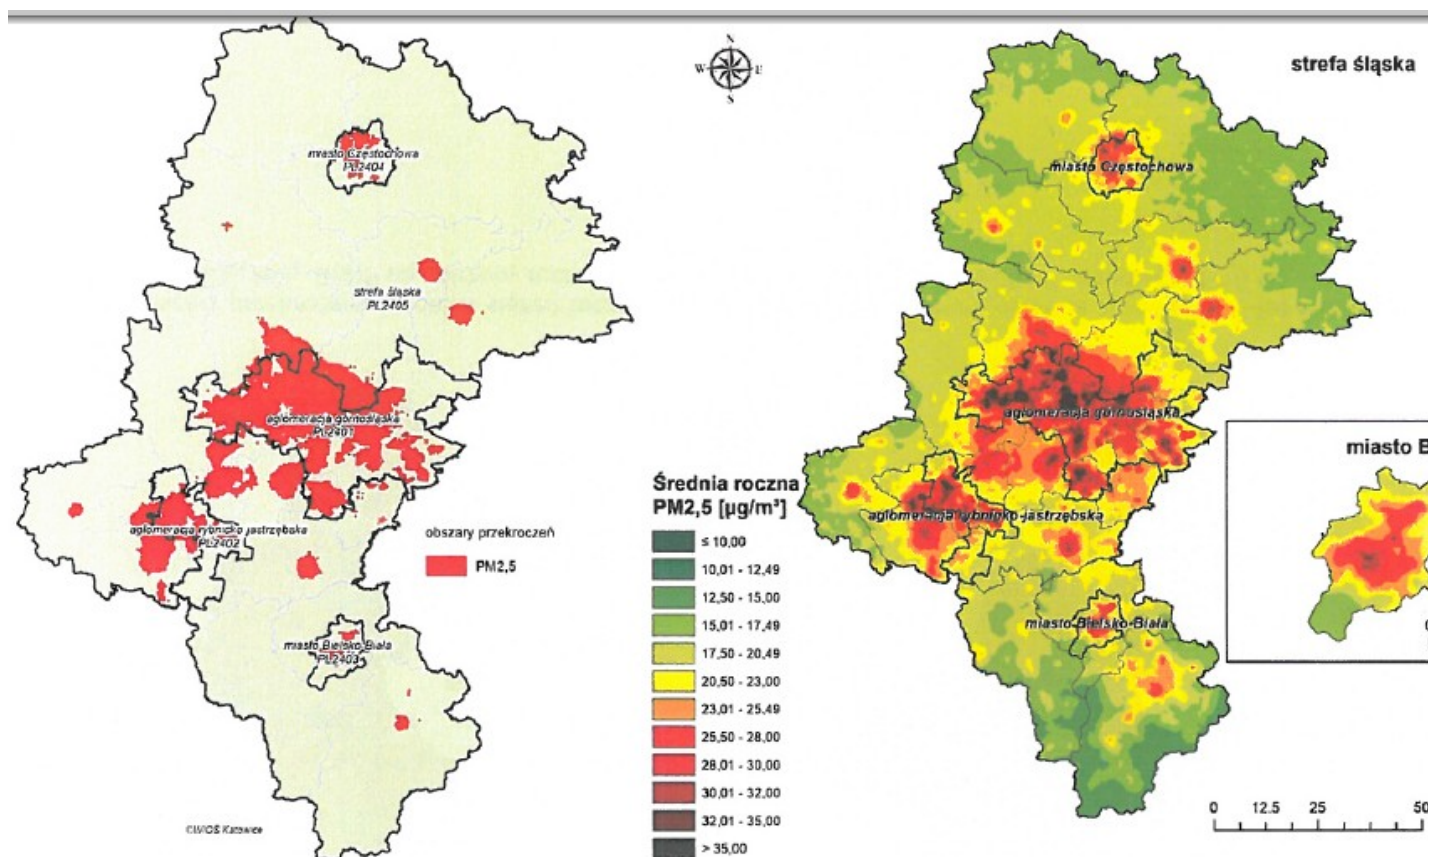 N
W
E
S
strefa śląska
miasto Częstochowa
PL2404
strefa śląska
PL2405
aglomeracja górnośląska
PL2401
aglomeracja rybnicko jastrzębska
PL2402
miasto Bielsko-Biała
PL2403
obszary przekroczeń
PM2,5
©WIOŚ Katowice
miasto Częstochowa
aglomeracja górnośląska
aglomeracja rybnicko-jastrzębska
miasto Bielsko-Biała
miasto B
Średnia roczna
PM2,5 [µg/m³]
≤ 10,00
10,01 - 12,49
12,50 - 15,00
15,01 - 17,49
17,50 - 20,49
20,50 - 23,00
23,01 - 25,49
25,50 - 28,00
28,01 - 30,00
30,01 - 32,00
32,01 - 35,00
> 35,00
0 12.5 25 50